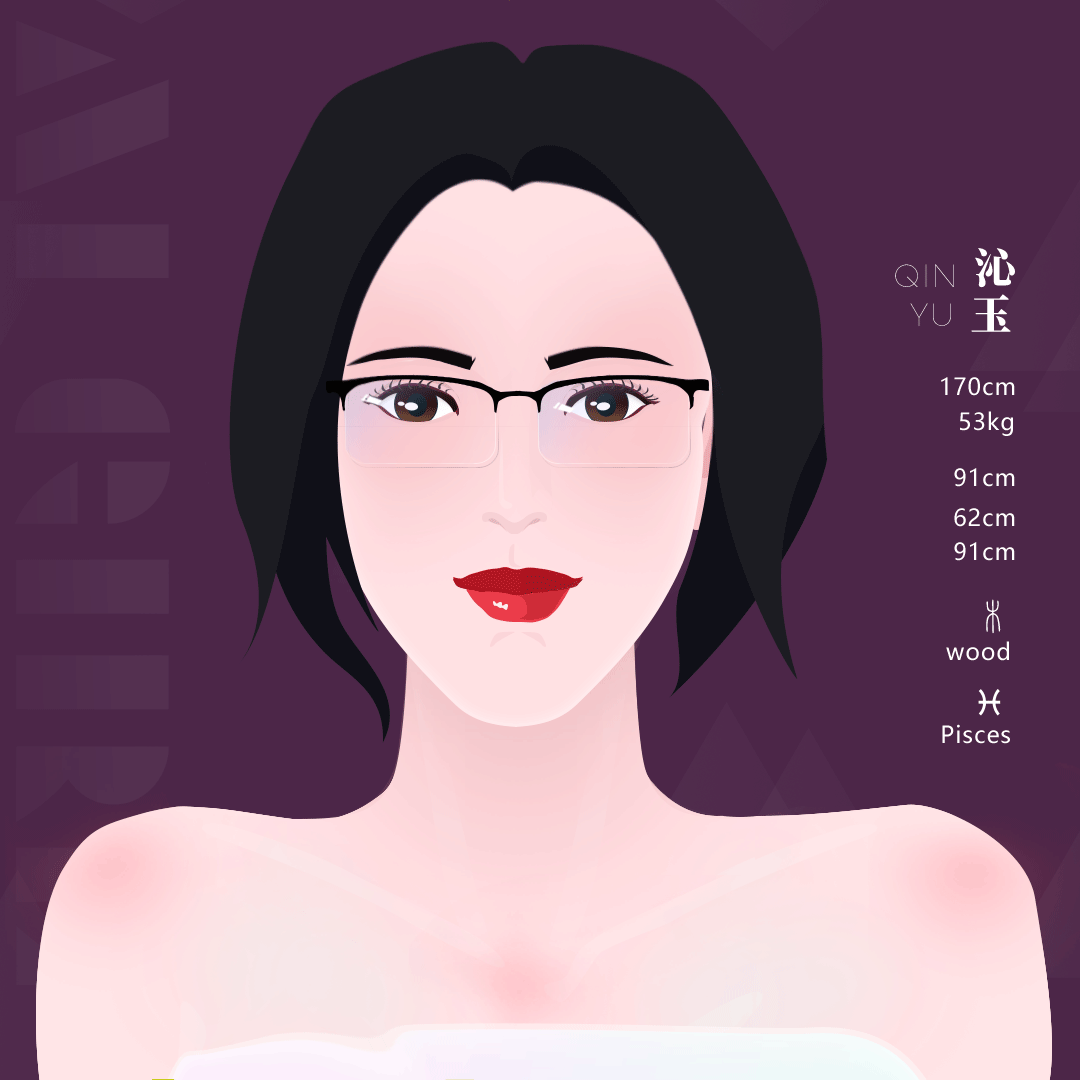 QIN YU
沁玉
170cm
53kg
91cm
62cm
91cm
wood
♓
Pisces